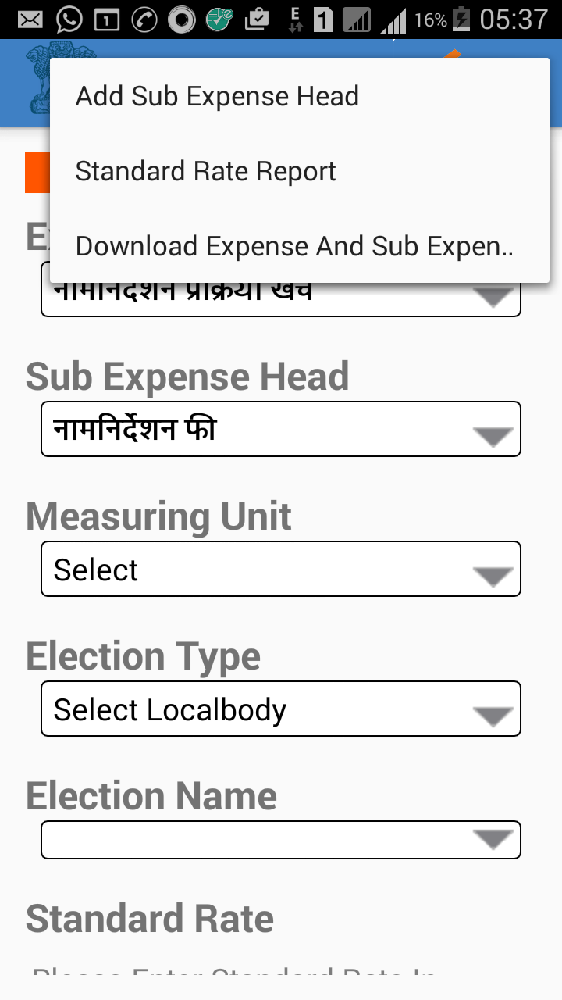 E
1
1
16%
05:37
Add Sub Expense Head
Standard Rate Report
Download Expense And Sub Expen..
नामनिर्देशन प्रक्रिया खर्च
Sub Expense Head
नामनिर्देशन फी
Measuring Unit
Select
Election Type
Select Localbody
Election Name
Standard Rate
Please Enter Standard Rate In